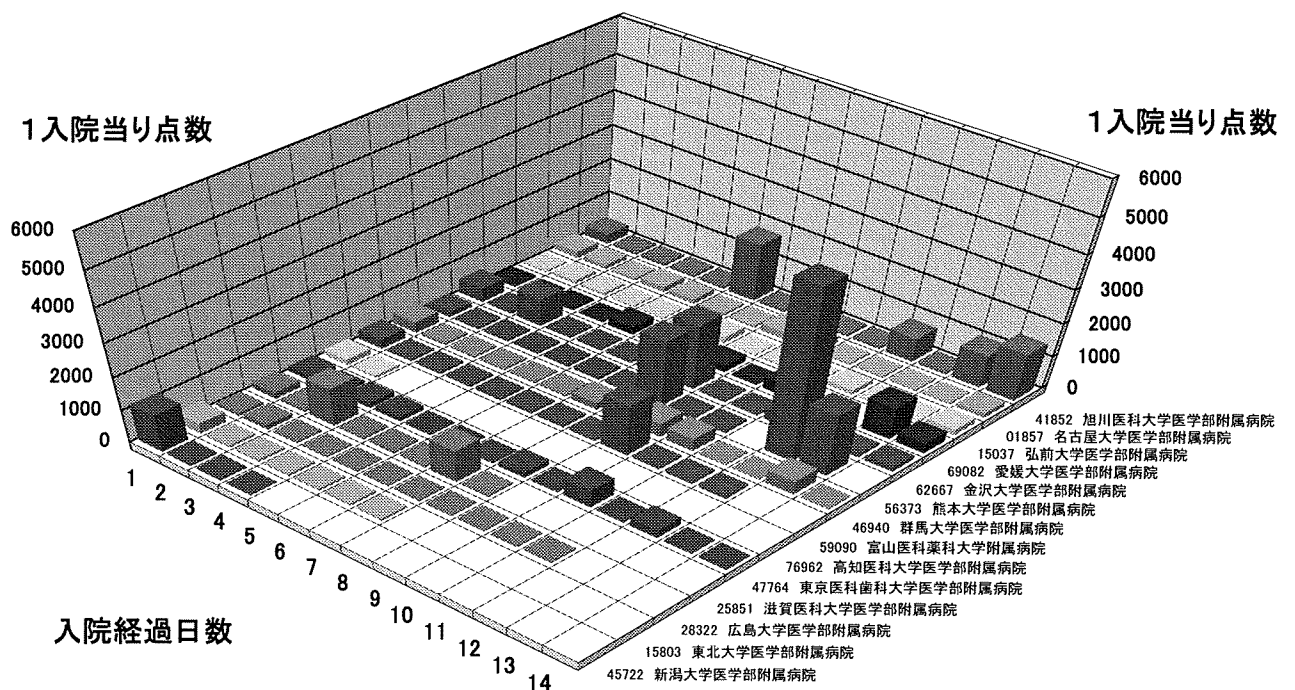 1入院当り点数
6000
5000
4000
3000
2000
1000
0
1入院当り点数
6000
5000
4000
3000
2000
1000
0
1
2
3
4
5
6
7
8
9
10
11
12
13
14
入院経過日数
41852 旭川医科大学医学部附属病院
01857 名古屋大学医学部附属病院
15037 弘前大学医学部附属病院
69082 愛媛大学医学部附属病院
62667 金沢大学医学部附属病院
56373 熊本大学医学部附属病院
46940 群馬大学医学部附属病院
59090 富山医科薬科大学附属病院
76962 高知医科大学医学部附属病院
47764 東京医科歯科大学医学部附属病院
25851 滋賀医科大学医学部附属病院
28322 広島大学医学部附属病院
15803 東北大学医学部附属病院
45722 新潟大学医学部附属病院